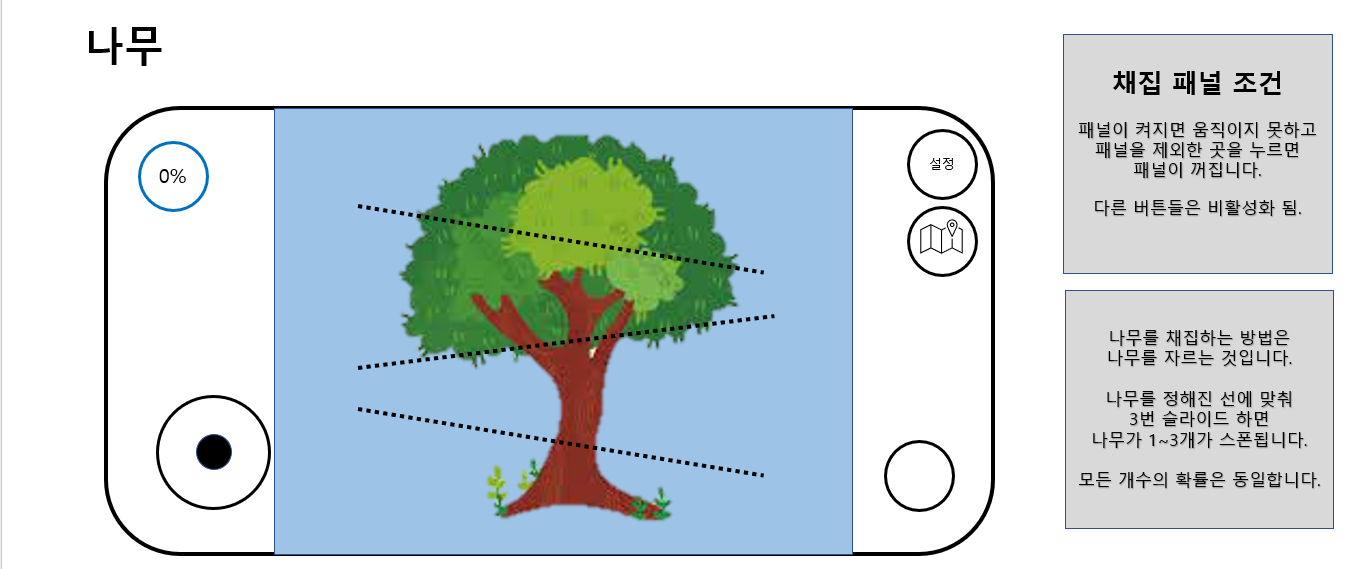 나무
0%
설정
채집 패널 조건
패널이 켜지면 움직이지 못하고
패널을 제외한 곳을 누르면
패널이 꺼집니다.
다른 버튼들은 비활성화 됨.
나무를 채집하는 방법은
나무를 자르는 것입니다.
나무를 정해진 선에 맞춰
3번 슬라이드 하면
나무가 1~3개가 스폰됩니다.
모든 개수의 확률은 동일합니다.